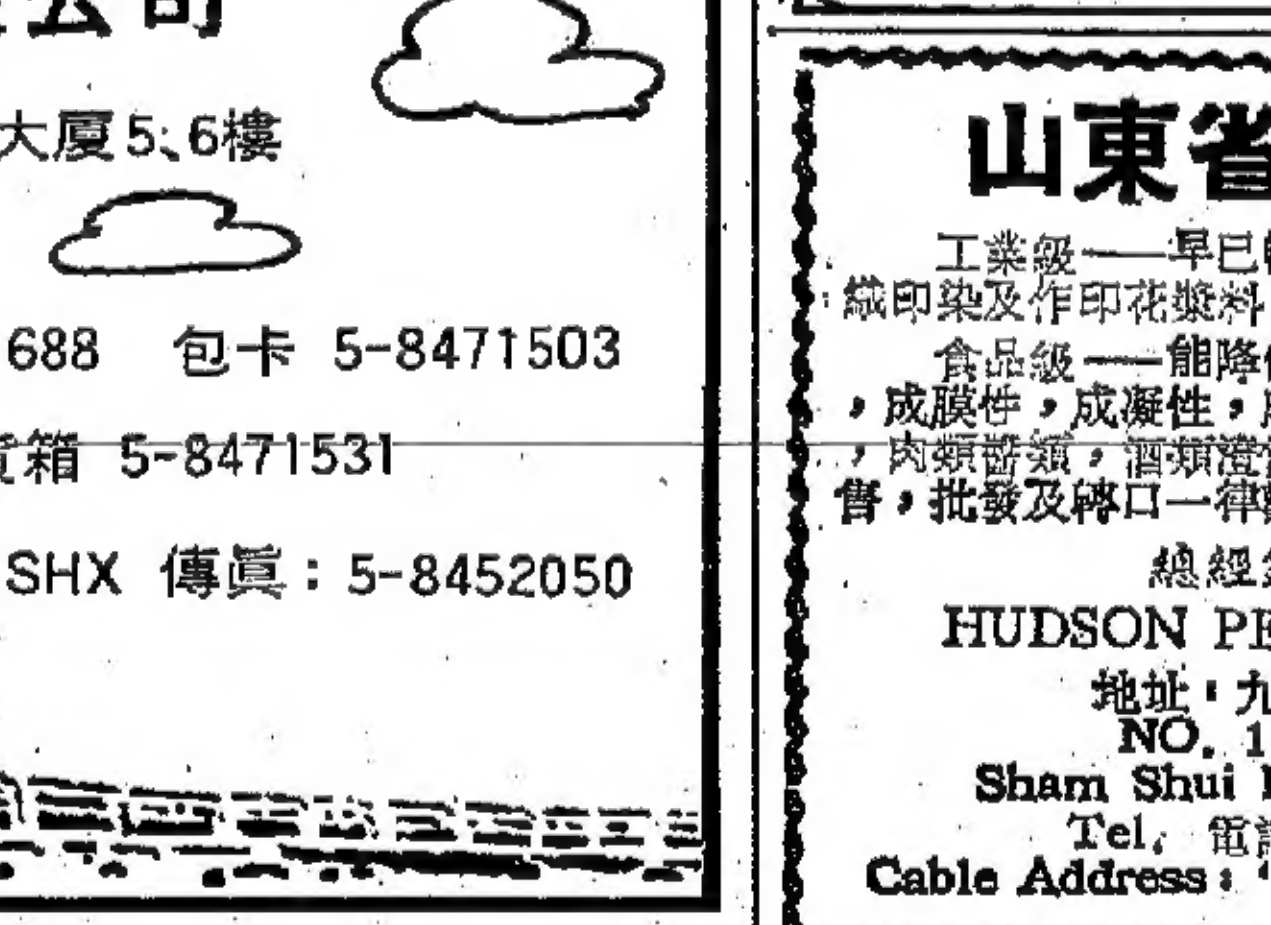 公司
大廈5、6樓
688 包卡 5-8471503
貨箱 5-8471531
SHX 傳眞：5-8452050
山東省
工業級——早已
織印染及作印花漿料
食品級——能降
，成膜性，成凝性，
，肉類醬類，酒類澄
售，批發及轉口一律
總經
HUDSON PE
地址：九
NO. 1
Sham Shui
Tel. 電
Cable Address：